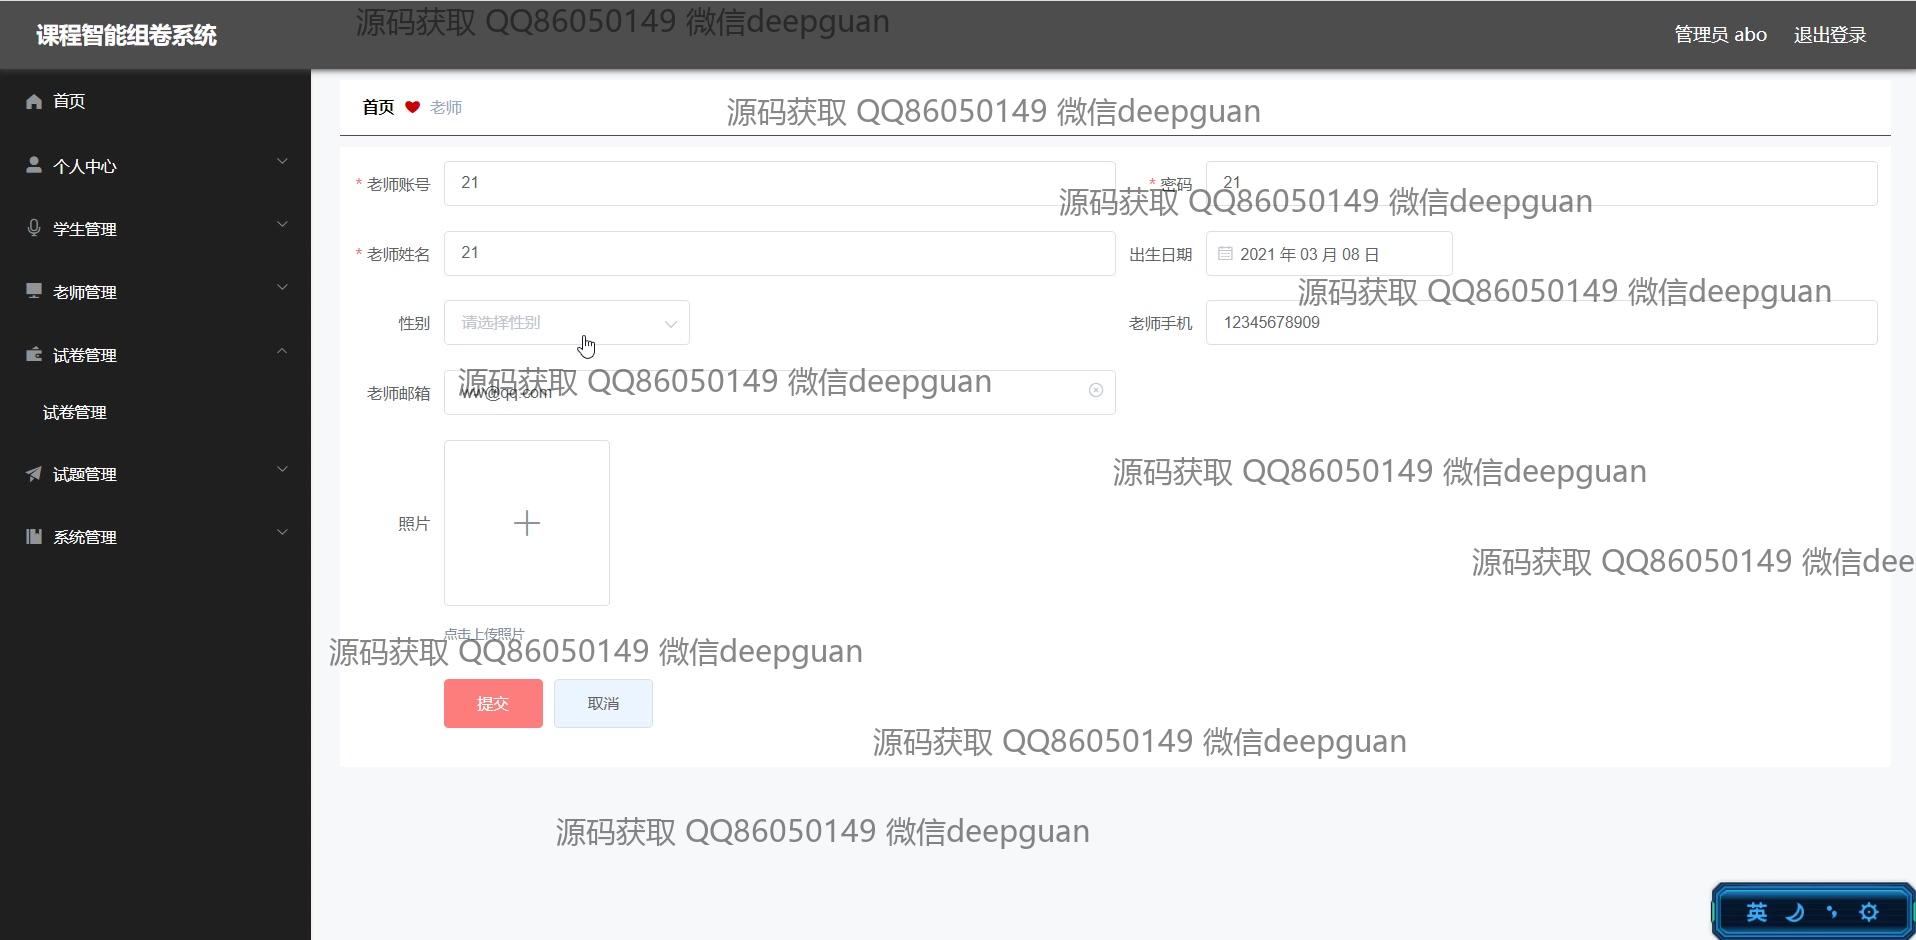 课程智能组卷系统
源码获取 QQ86050149 微信deepguan
管理员 abo
退出登录
首页
个人中心
学生管理
老师管理
试卷管理
试卷管理
试题管理
系统管理
首页 老师
源码获取 QQ86050149 微信deepguan
* 老师账号 21
* 密码 21
源码获取 QQ86050149 微信deepguan
* 老师姓名 21
出生日期 2021 年 03 月 08 日
源码获取 QQ86050149 微信deepguan
性别 请选择性别
老师手机 12345678909
源码获取 QQ86050149 微信deepguan
老师邮箱 ww@qq.com
源码获取 QQ86050149 微信deepguan
照片
源码获取 QQ86050149 微信dee
点击上传照片
源码获取 QQ86050149 微信deepguan
提交 取消
源码获取 QQ86050149 微信deepguan
源码获取 QQ86050149 微信deepguan
英